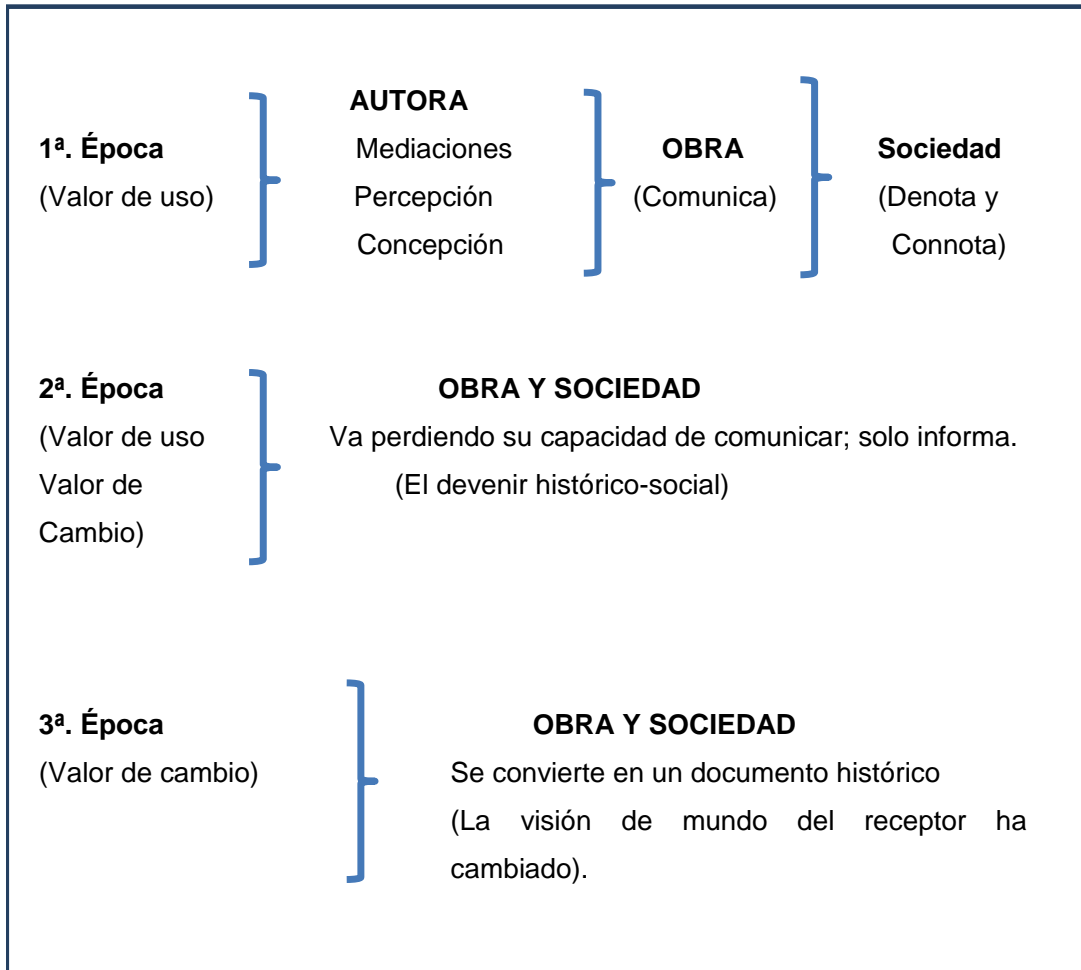 AUTORA
1ª. Época Mediaciones OBRA Sociedad
(Valor de uso) Percepción (Comunica) (Denota y
Concepción Connota)
2ª. Época OBRA Y SOCIEDAD
(Valor de uso Va perdiendo su capacidad de comunicar; solo informa.
Valor de (El devenir histórico-social)
Cambio)
3ª. Época OBRA Y SOCIEDAD
(Valor de cambio) Se convierte en un documento histórico
(La visión de mundo del receptor ha
cambiado).